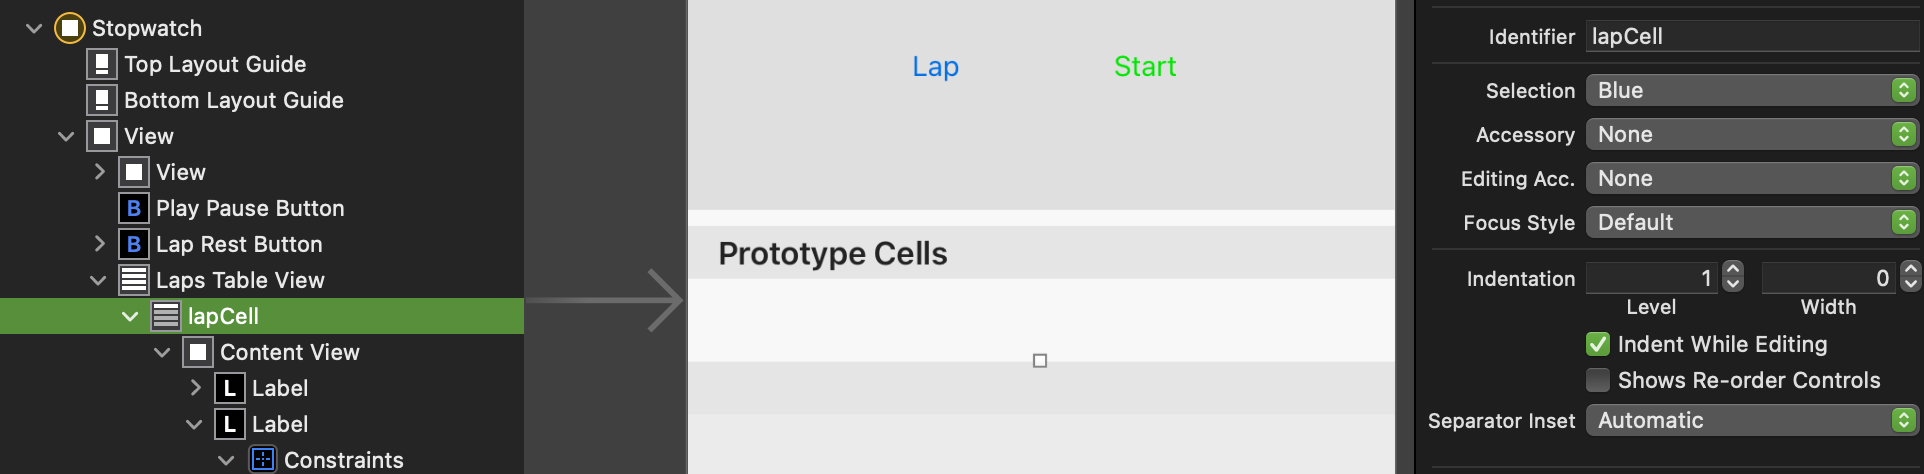 Stopwatch
Top Layout Guide
Bottom Layout Guide
View
View
B Play Pause Button
B Lap Rest Button
Laps Table View
lapCell
Content View
L Label
L Label
Constraints
Lap Start
Prototype Cells
Identifier lapCell
Selection Blue
Accessory None
Editing Acc. None
Focus Style Default
Indentation 1 0
Level Width
Indent While Editing
Shows Re-order Controls
Separator Inset Automatic